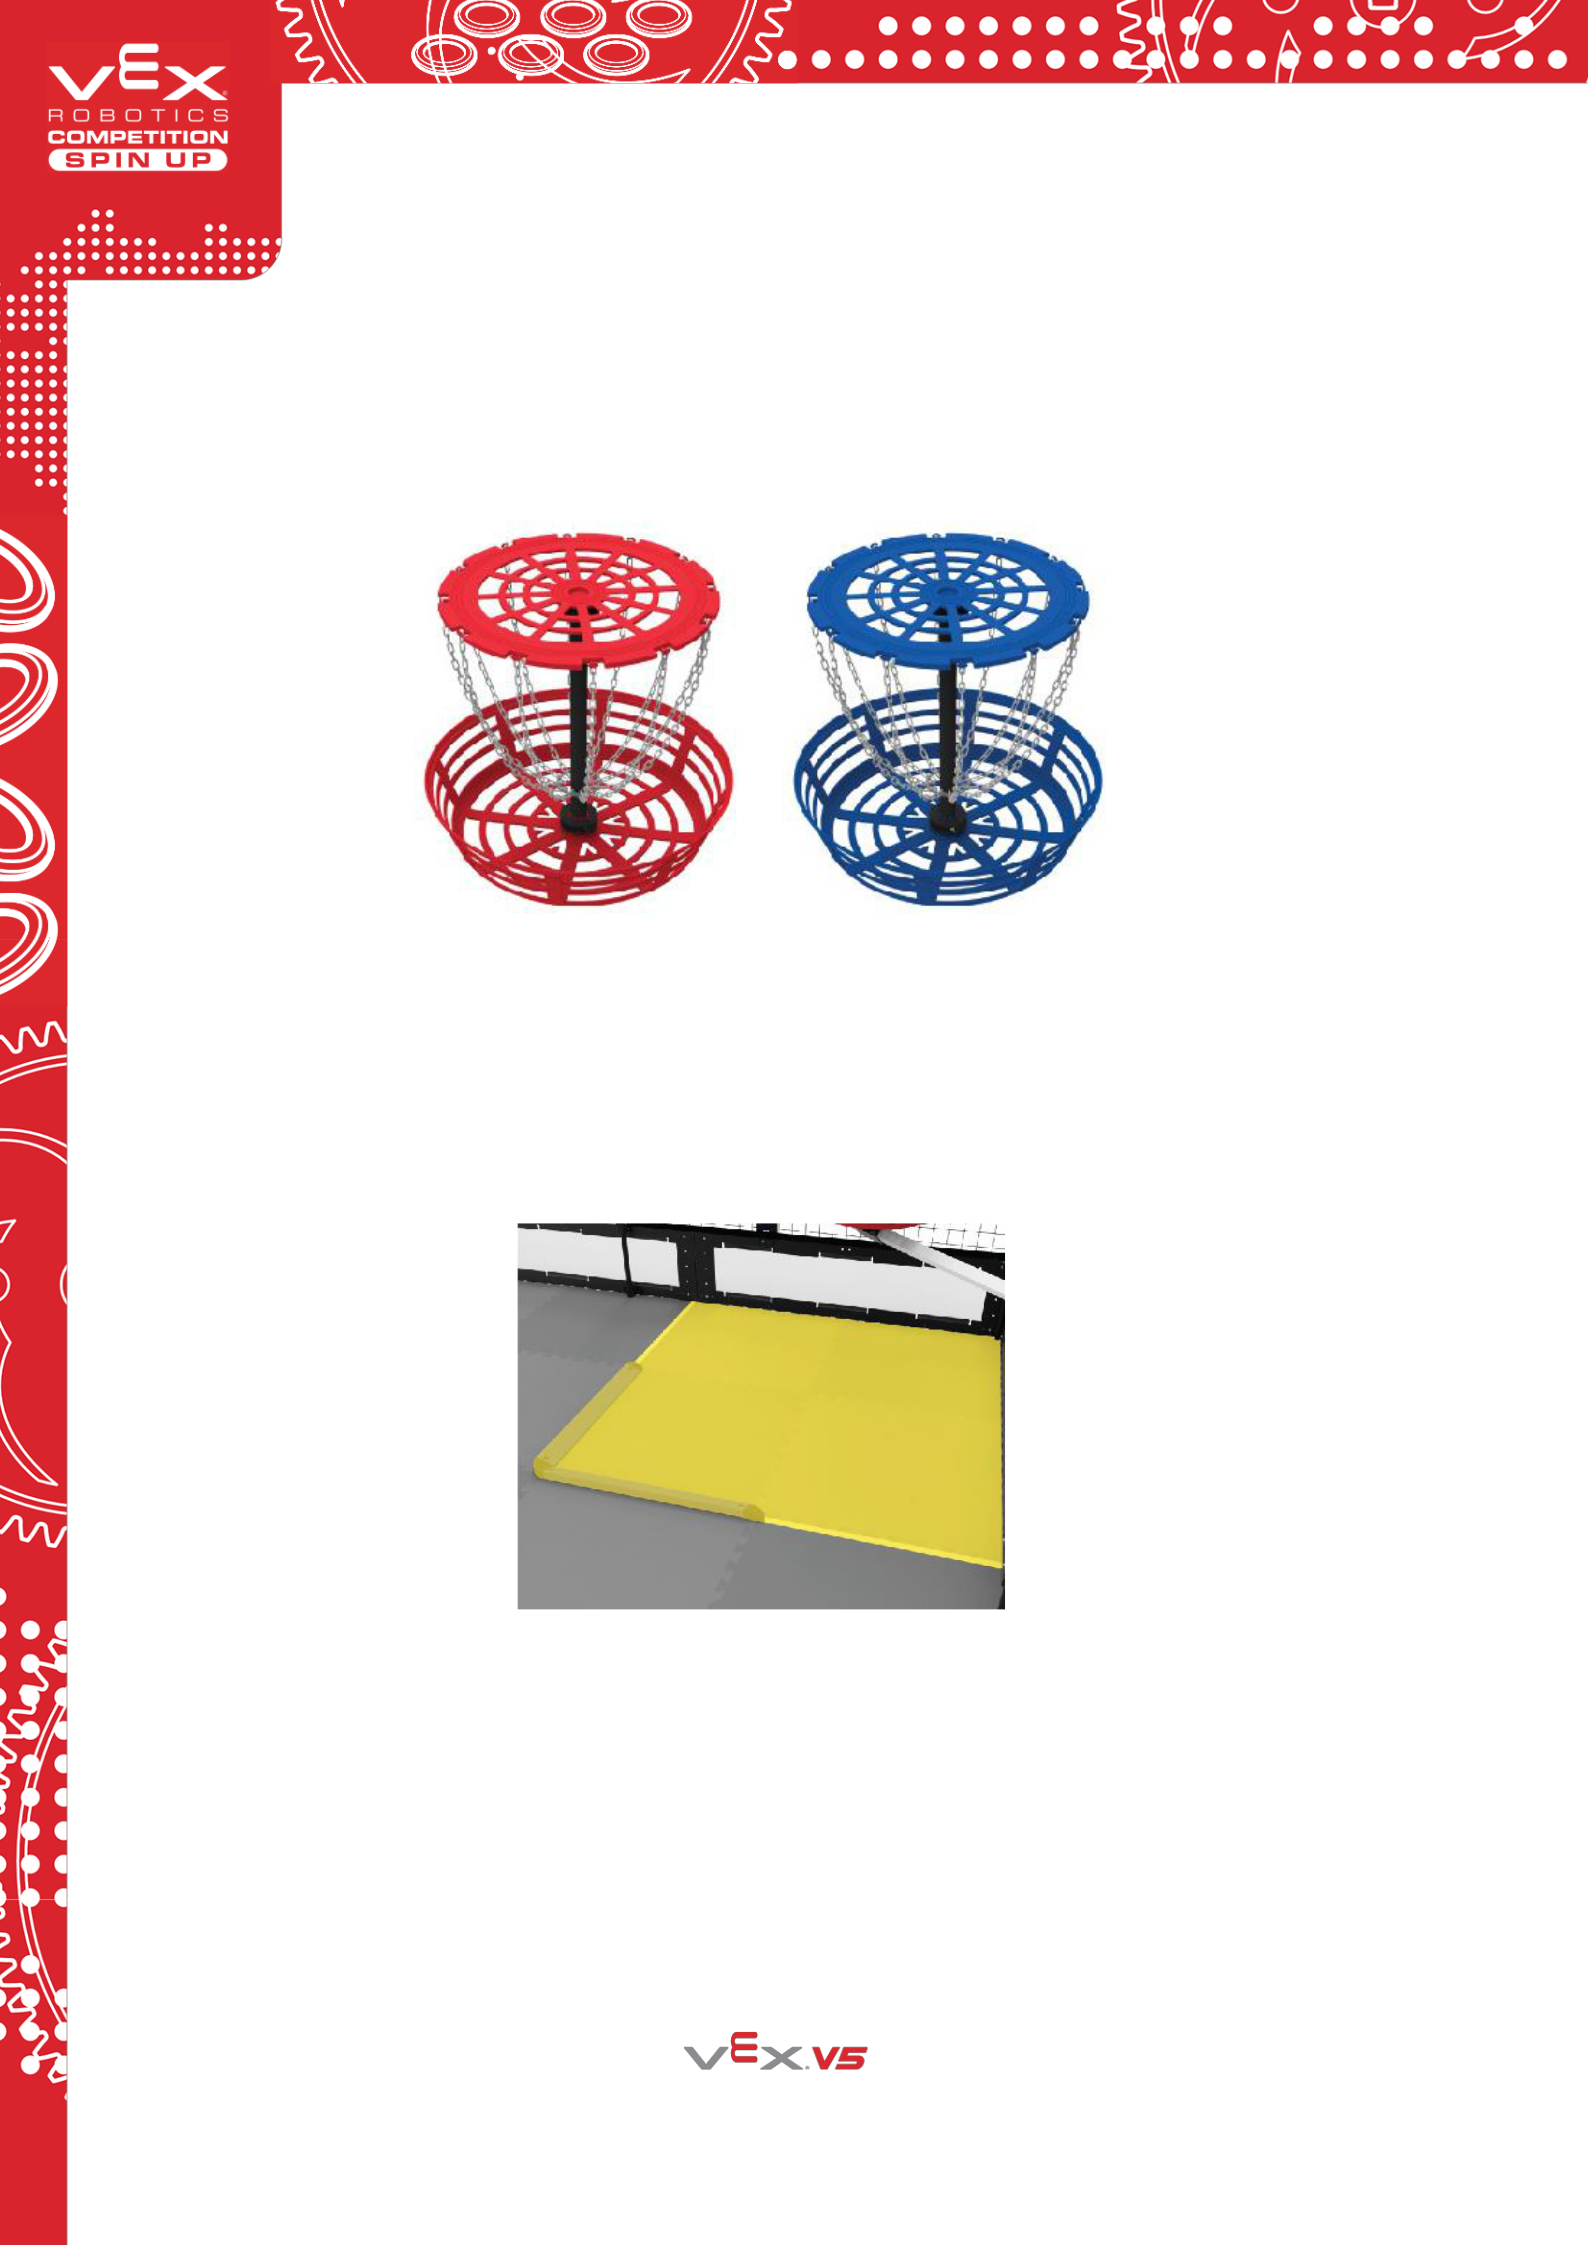 VEX
ROBOTICS
COMPETITION
SPIN UP
VEX V5